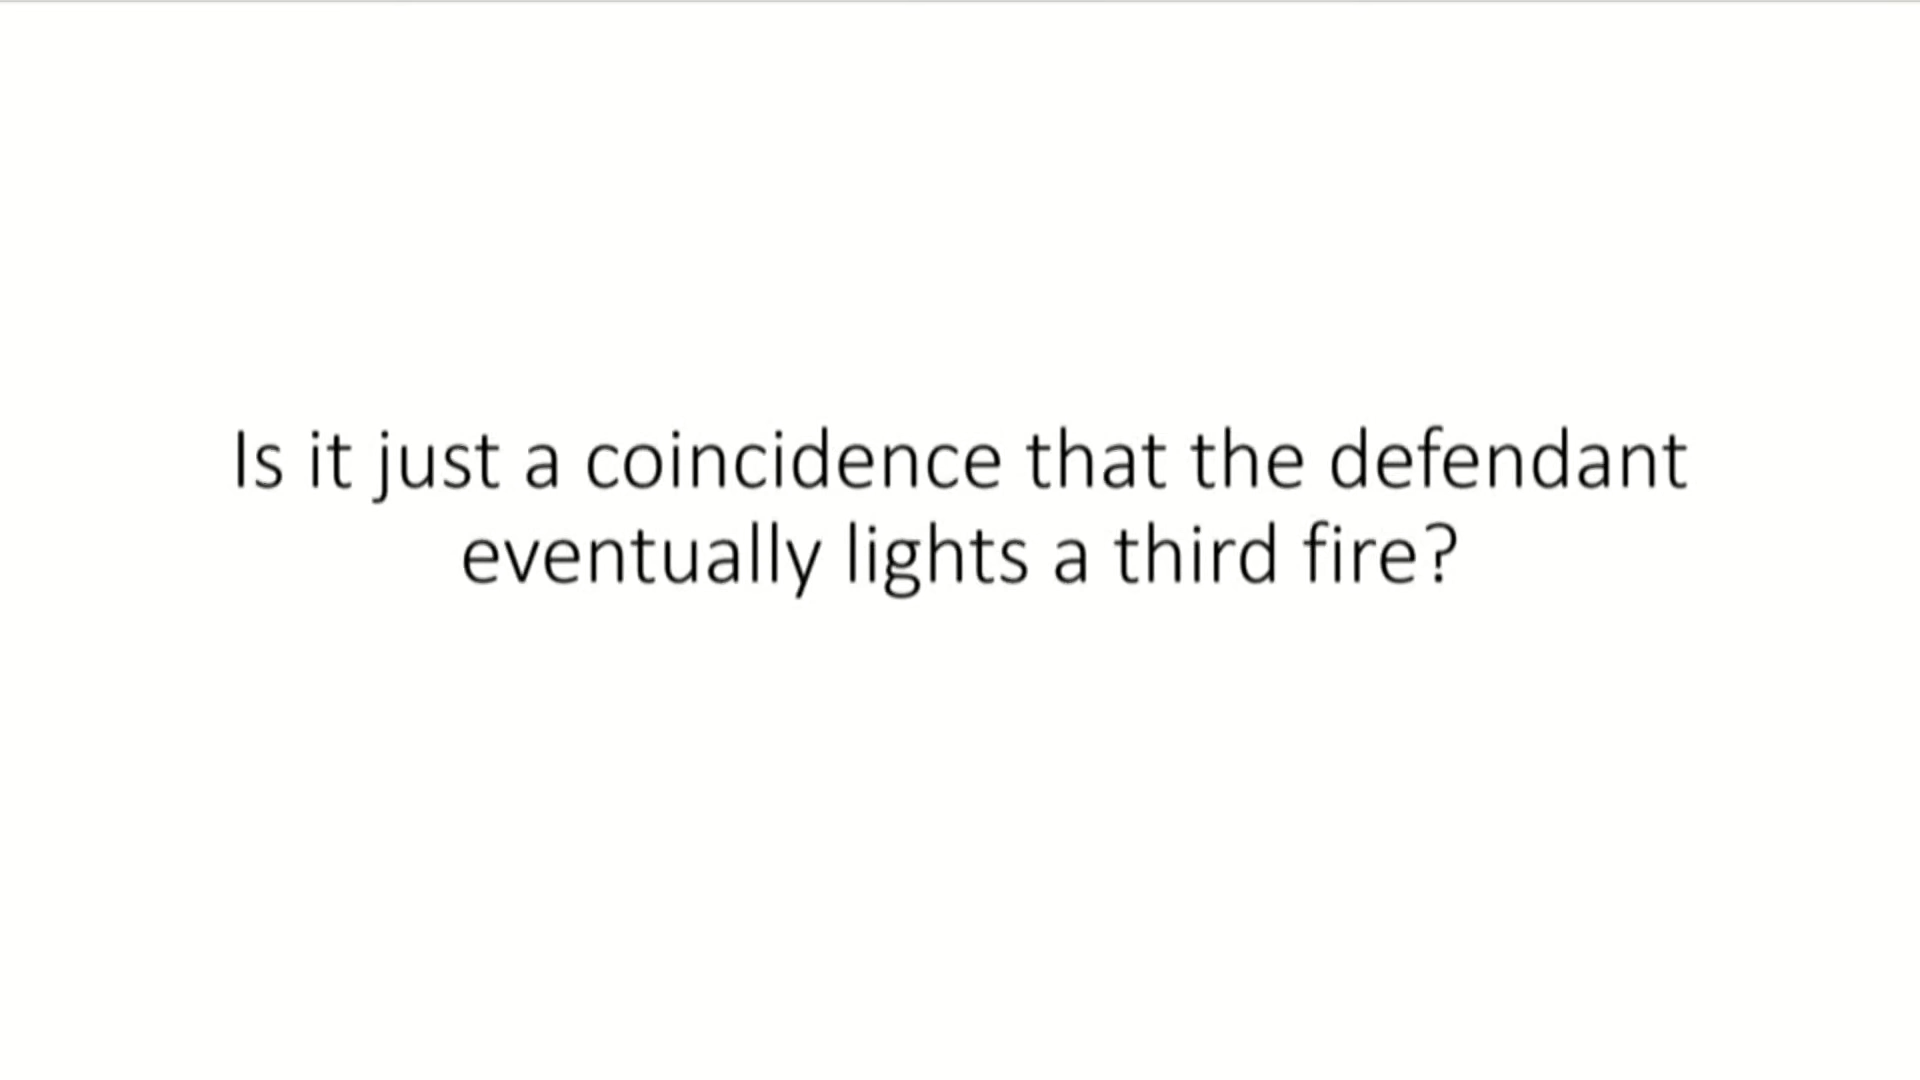 Is it just a coincidence that the defendant
eventually lights a third fire?